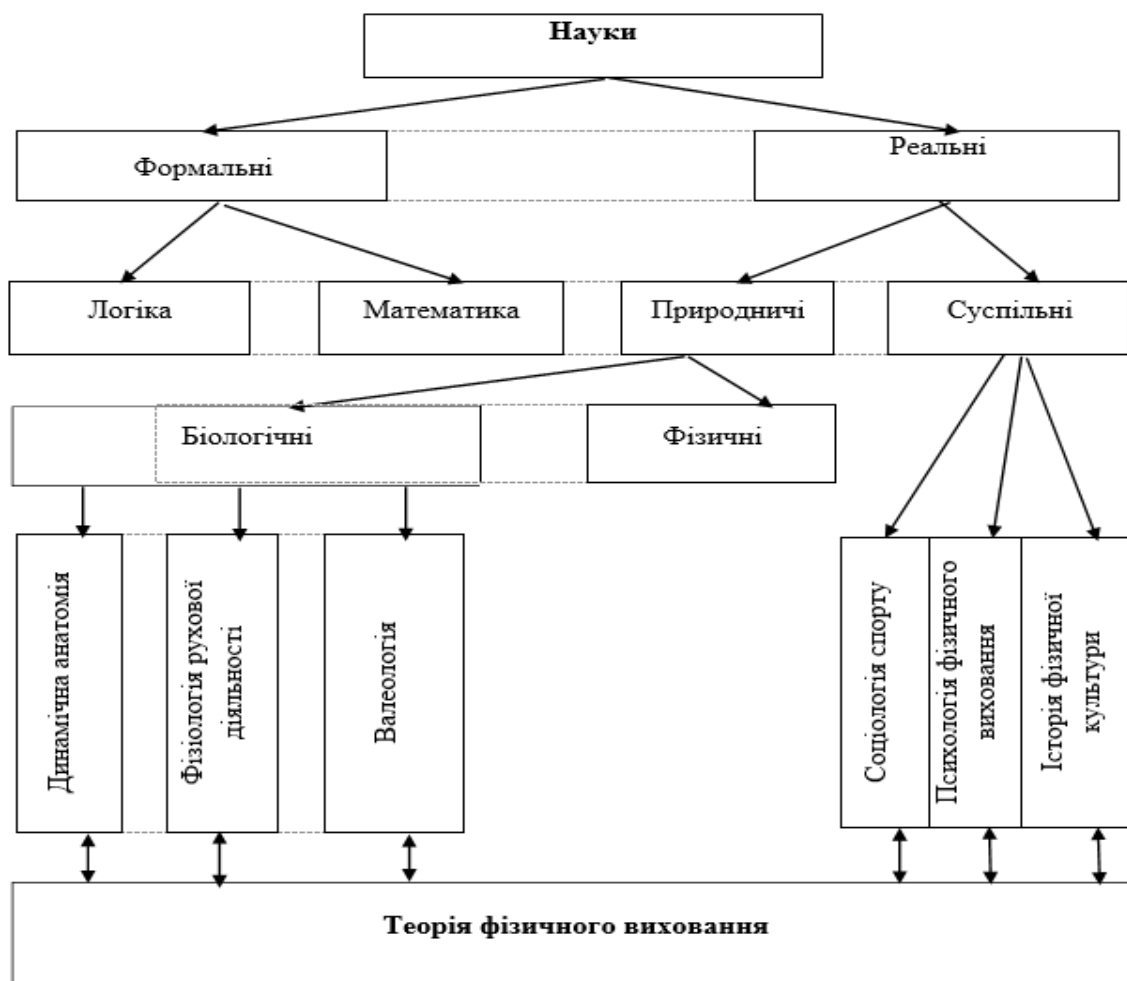 Науки
Формальні
Реальні
Логіка
Математика
Природничі
Суспільні
Біологічні
Фізичні
Динамічна анатомія
Фізіологія рухової
діяльності
Валеологія
Соціологія спорту
Психологія фізичного
виховання
Історія фізичної
культури
Теорія фізичного виховання